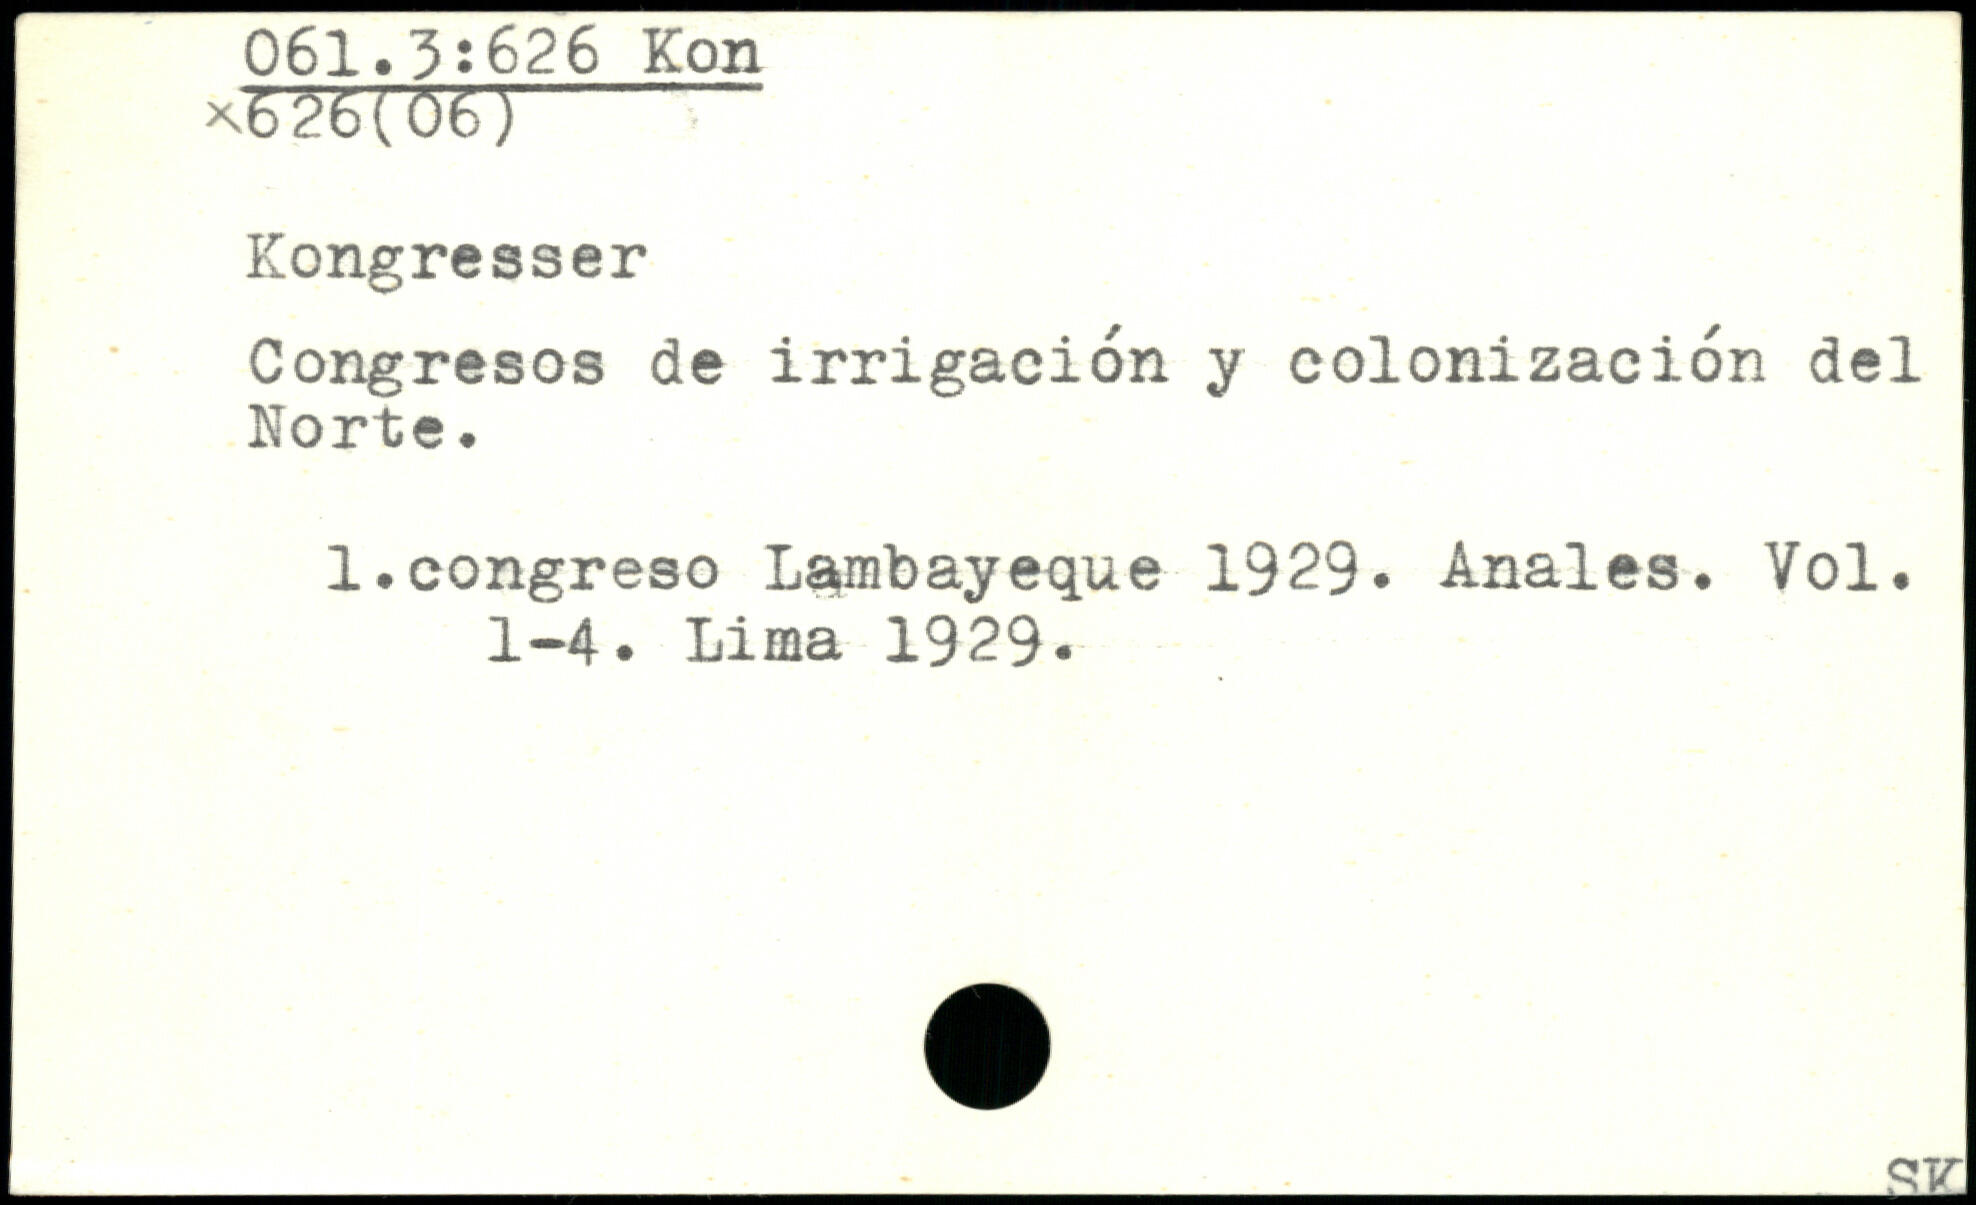 061.3:626 Kon
×626(06)
Kongresser
Congresos de irrigación y colonización del
Norte.
1.congreso Lambayeque 1929. Anales. Vol.
1-4. Lima 1929.
SK